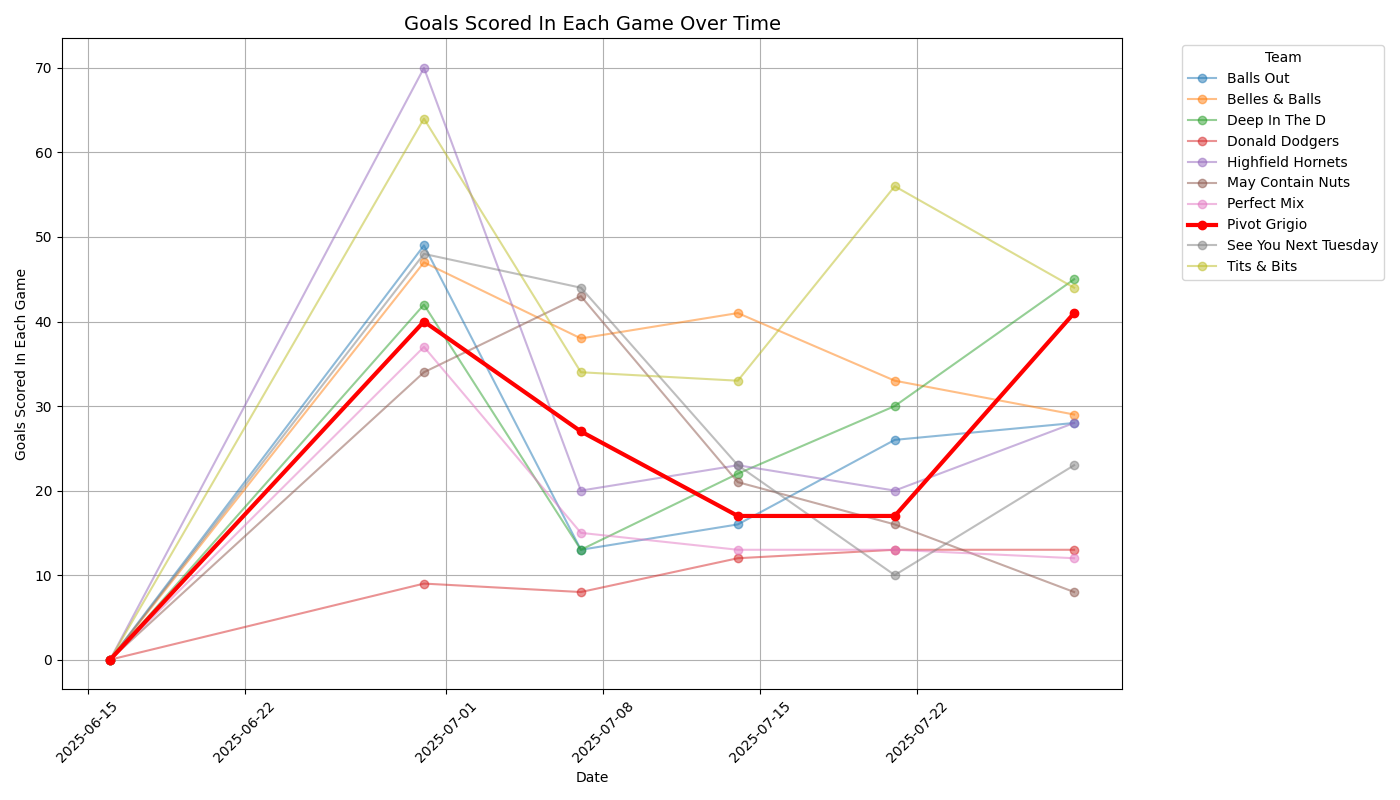 Goals Scored In Each Game Over Time
Goals Scored In Each Game
70
60
50
40
30
20
10
0
2025-06-15
2025-06-22
2025-07-01
2025-07-08
2025-07-15
2025-07-22
Date
Team
Balls Out
Belles & Balls
Deep In The D
Donald Dodgers
Highfield Hornets
May Contain Nuts
Perfect Mix
Pivot Grigio
See You Next Tuesday
Tits & Bits